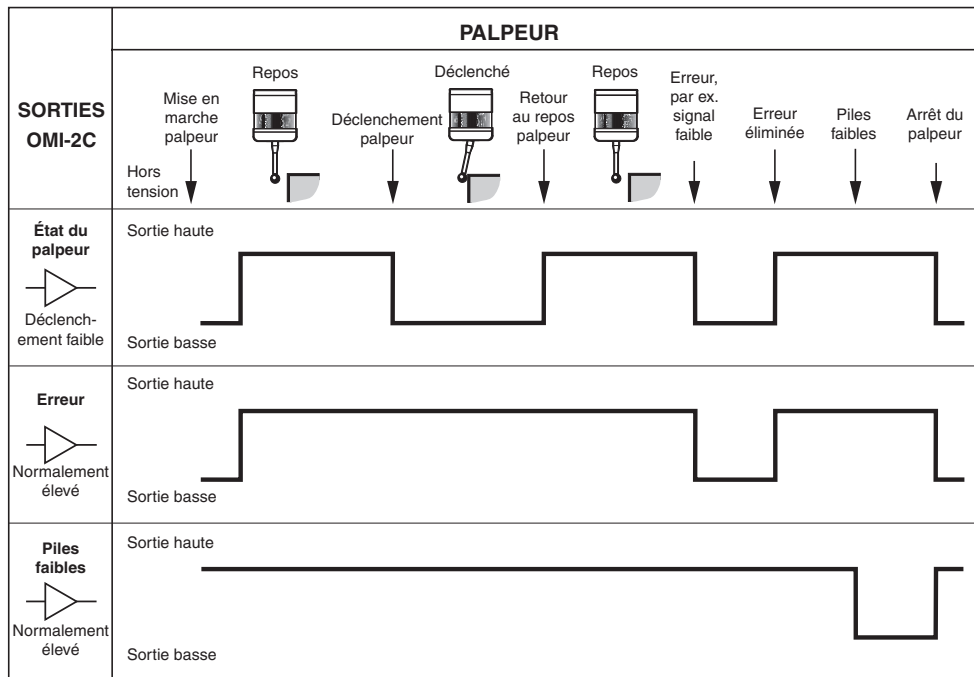 PALPEUR
SORTIES
OMI-2C
Hors
tension
Mise en
marche
palpeur
Repos
Déclenchement
palpeur
Déclenché
Retour
au repos
palpeur
Repos
Erreur,
par ex.
signal
faible
Erreur
éliminée
Piles
faibles
Arrêt du
palpeur
État du
palpeur
Déclench-
ement faible
Sortie haute
Sortie basse
Erreur
Normalement
élevé
Sortie haute
Sortie basse
Piles
faibles
Normalement
élevé
Sortie haute
Sortie basse